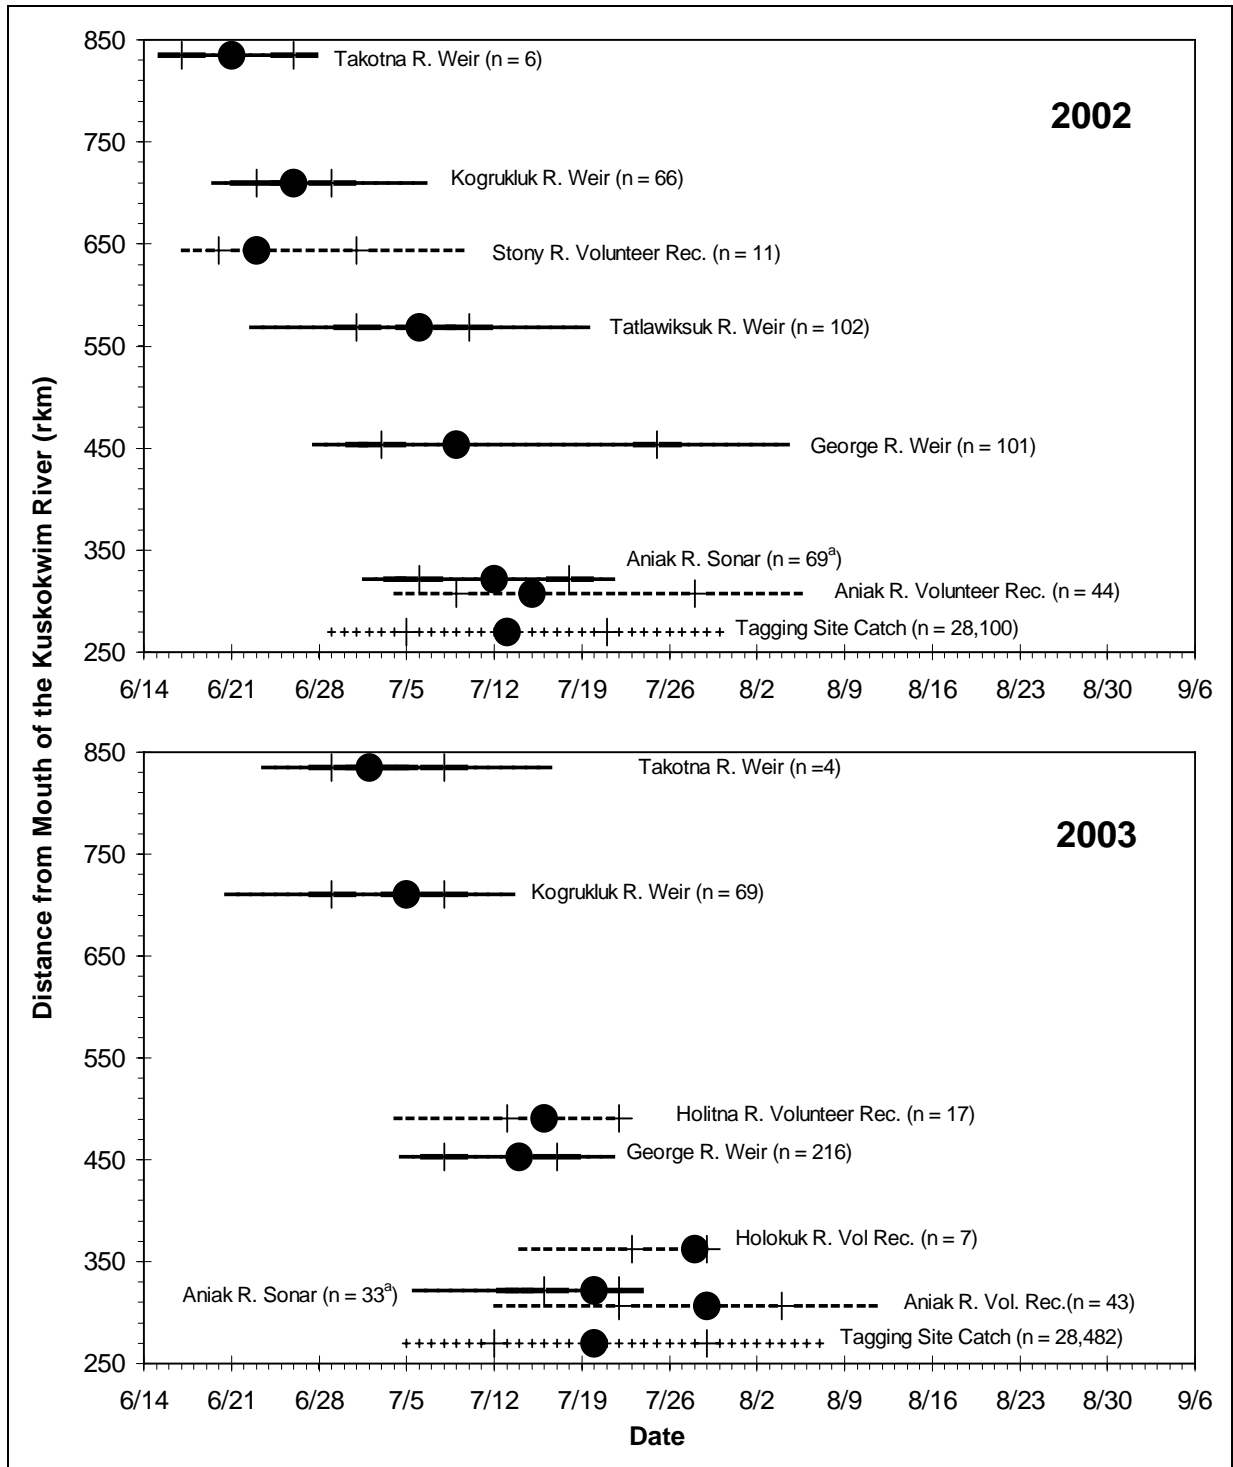 Distance from Mouth of the Kuskokwim River (rkm)
850
750
650
550
450
350
250
2002
Takotna R. Weir (n = 6)
Kogrukluk R. Weir (n = 66)
Stony R. Volunteer Rec. (n = 11)
Tatlawiksuk R. Weir (n = 102)
George R. Weir (n = 101)
Aniak R. Sonar (n = 69ᵃ)
Aniak R. Volunteer Rec. (n = 44)
Tagging Site Catch (n = 28,100)
6/14 6/21 6/28 7/5 7/12 7/19 7/26 8/2 8/9 8/16 8/23 8/30 9/6
850
750
650
550
450
350
250
2003
Takotna R. Weir (n =4)
Kogrukluk R. Weir (n = 69)
Holitna R. Volunteer Rec. (n = 17)
George R. Weir (n = 216)
Holokuk R. Vol Rec. (n = 7)
Aniak R. Sonar (n = 33ᵃ)
Aniak R. Vol. Rec.(n = 43)
Tagging Site Catch (n = 28,482)
6/14 6/21 6/28 7/5 7/12 7/19 7/26 8/2 8/9 8/16 8/23 8/30 9/6
Date